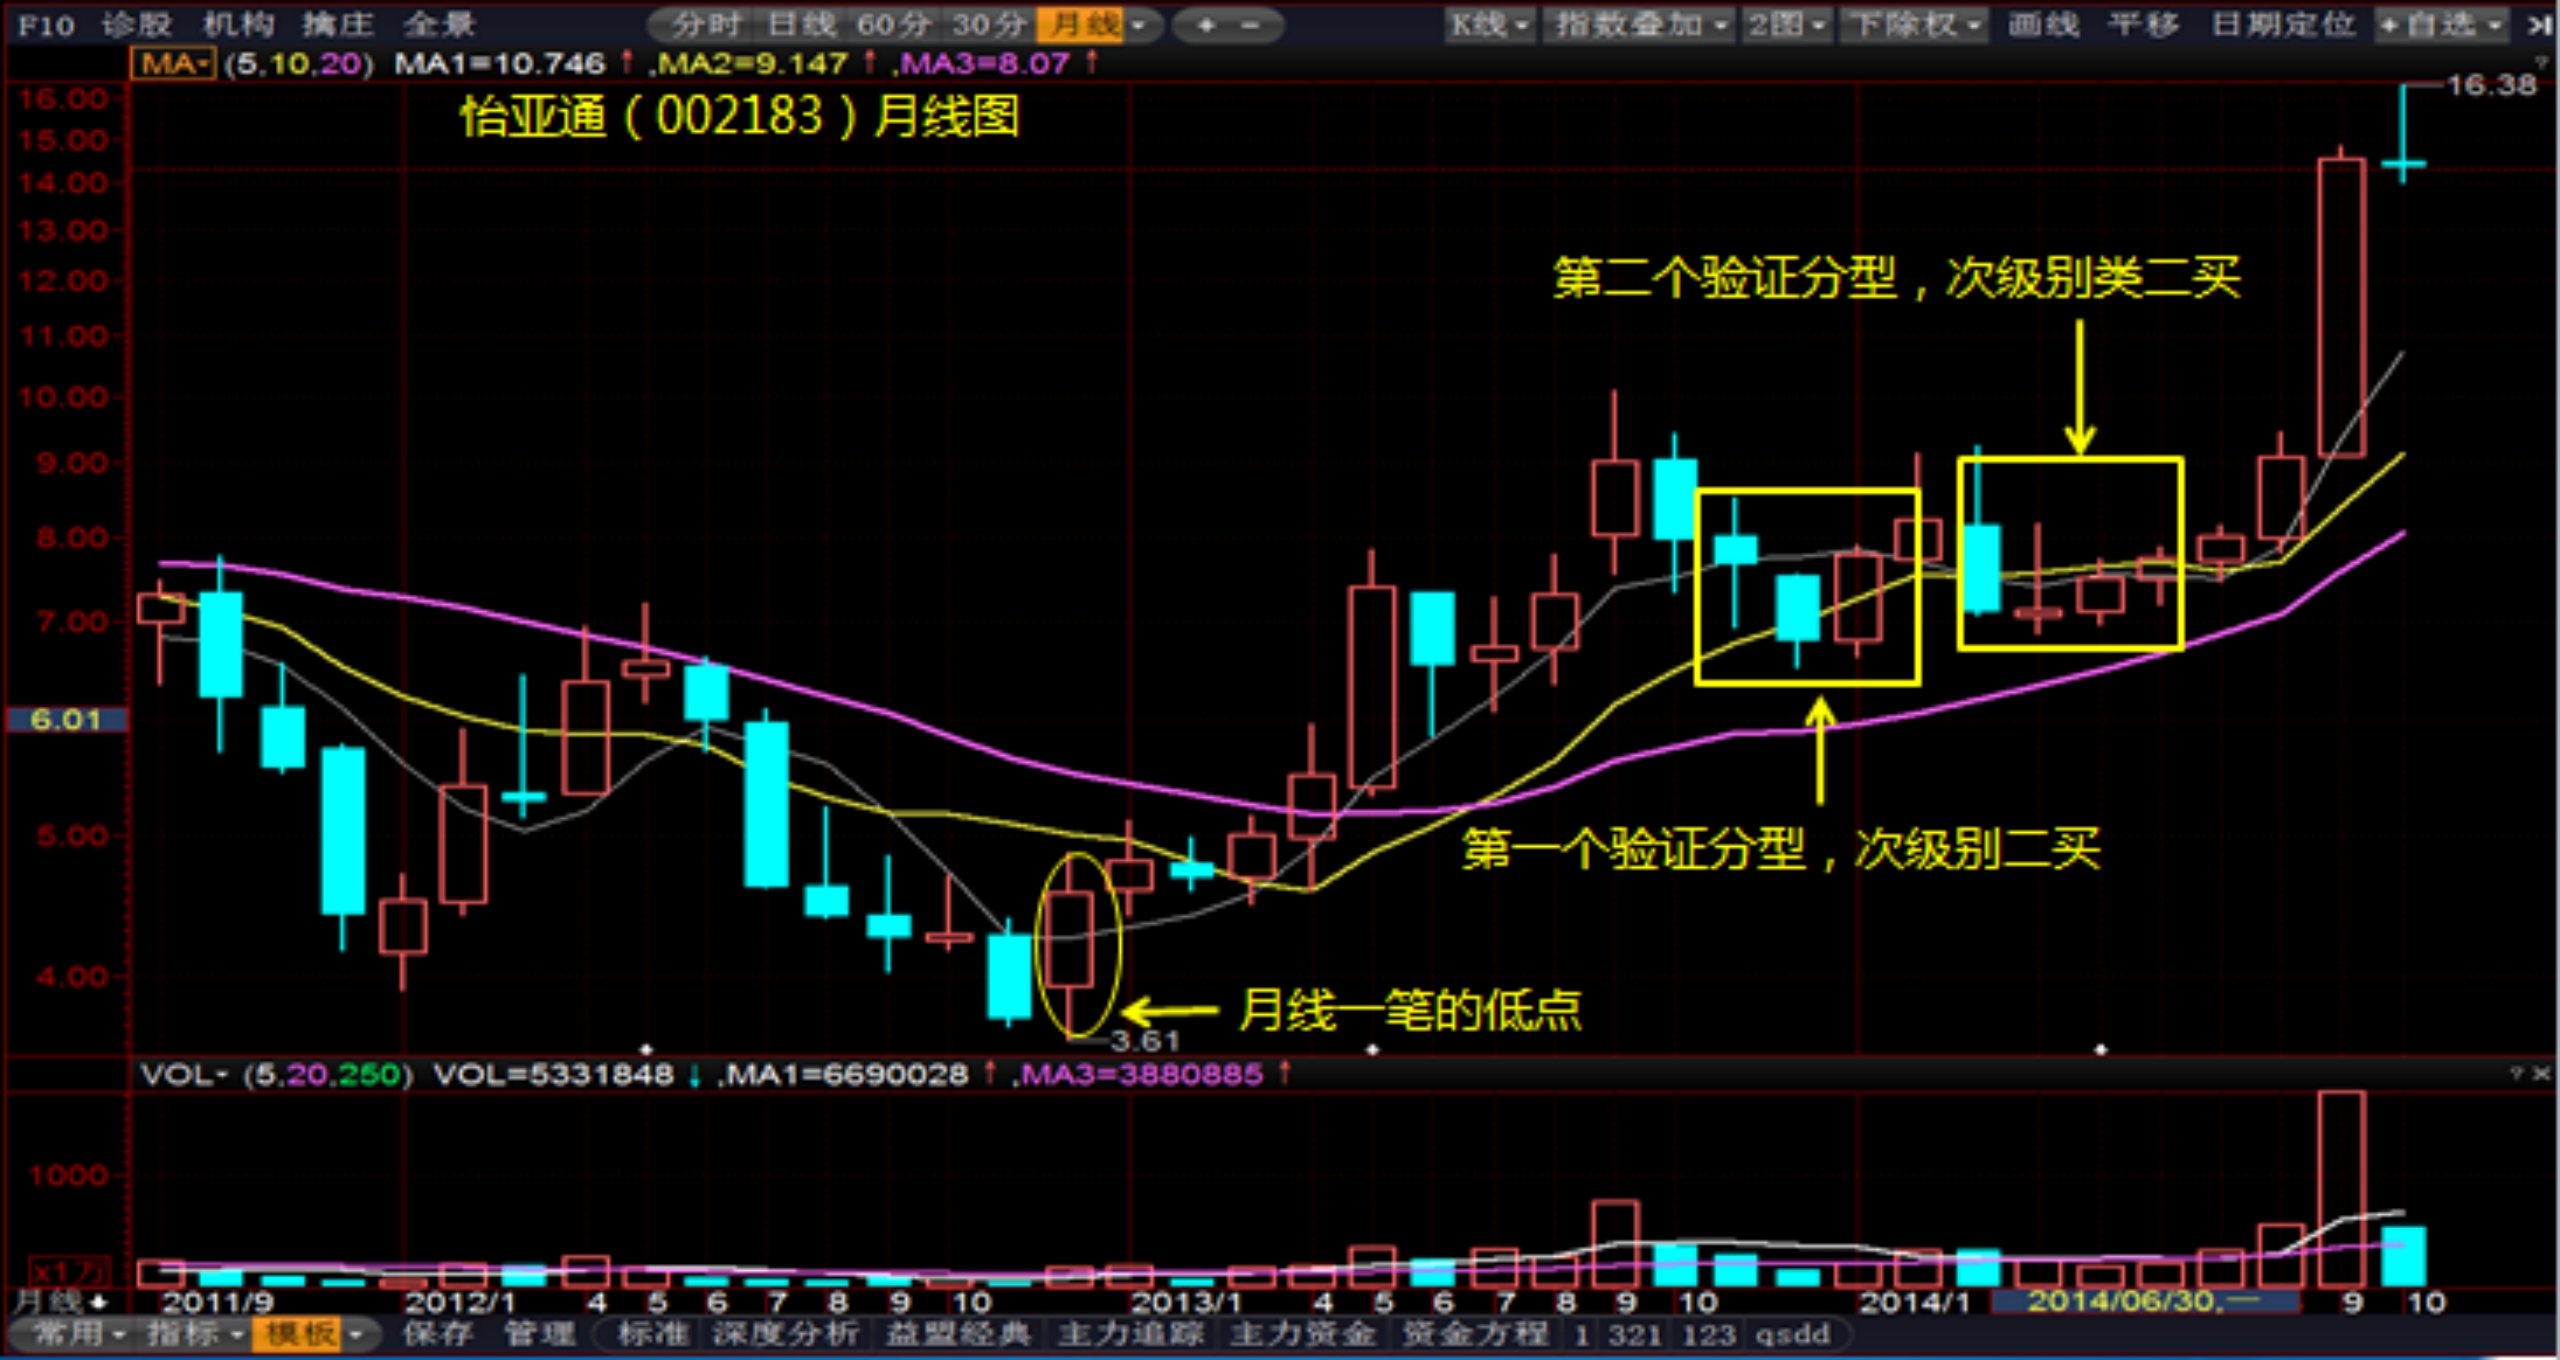 F10 诊股 机构 擒庄 全景 分时 日线 60分 30分 月线 + - K线 指数叠加 2图 下除权 画线 平移 日期定位 +自选
MA (5,10,20) MA1=10.746 ↑ ,MA2=9.147 ↑ ,MA3=8.07 ↑
16.38
16.00
怡亚通（002183）月线图
15.00
14.00
13.00
第二个验证分型，次级别类二买
12.00
11.00
10.00
9.00
8.00
7.00
6.01
第一个验证分型，次级别二买
5.00
4.00
月线一笔的低点
3.61
VOL (5,20,250) VOL=5331848 ↓ ,MA1=6690028 ↑ ,MA3=3880885 ↑
1000
x1万
月线 2011/9 2012/1 4 5 6 7 8 9 10 2013/1 4 5 6 7 8 9 10 2014/1 2014/06/30,一 9 10
常用 指标 模板 保存 管理 标准 深度分析 益盟经典 主力追踪 主力资金 资金方程 1 321 123 qsdd